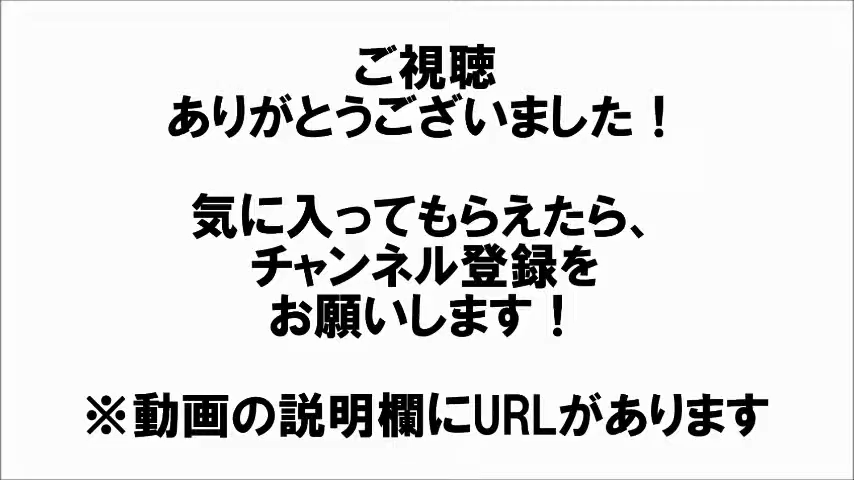 ご視聴
ありがとうございました！
気に入ってもらえたら、
チャンネル登録を
お願いします！
※動画の説明欄にURLがあります